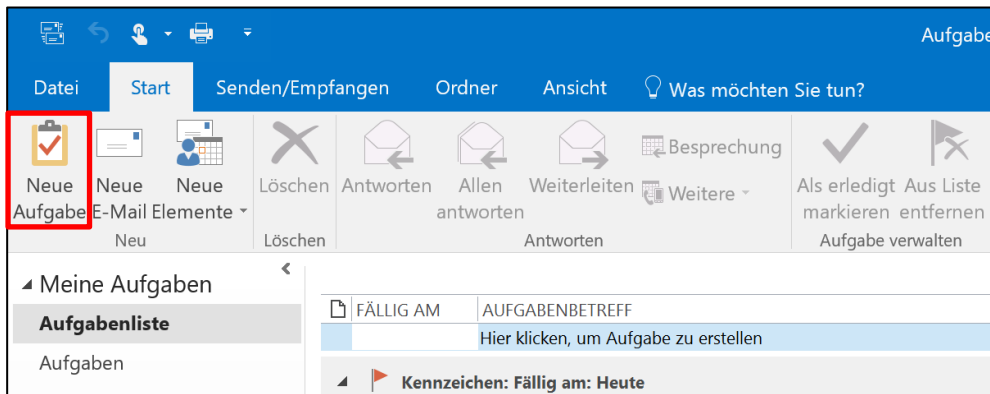 Aufgabe
Datei Start Senden/Empfangen Ordner Ansicht Was möchten Sie tun?
Neue Aufgabe
Neue E-Mail
Neue Elemente
Löschen
Antworten
Allen antworten
Weiterleiten
Besprechung
Weitere
Als erledigt markieren
Aus Liste entfernen
Neu Löschen Antworten Aufgabe verwalten
Meine Aufgaben
Aufgabenliste
Aufgaben
FÄLLIG AM AUFGABENBETREFF
Hier klicken, um Aufgabe zu erstellen
Kennzeichen: Fällig am: Heute